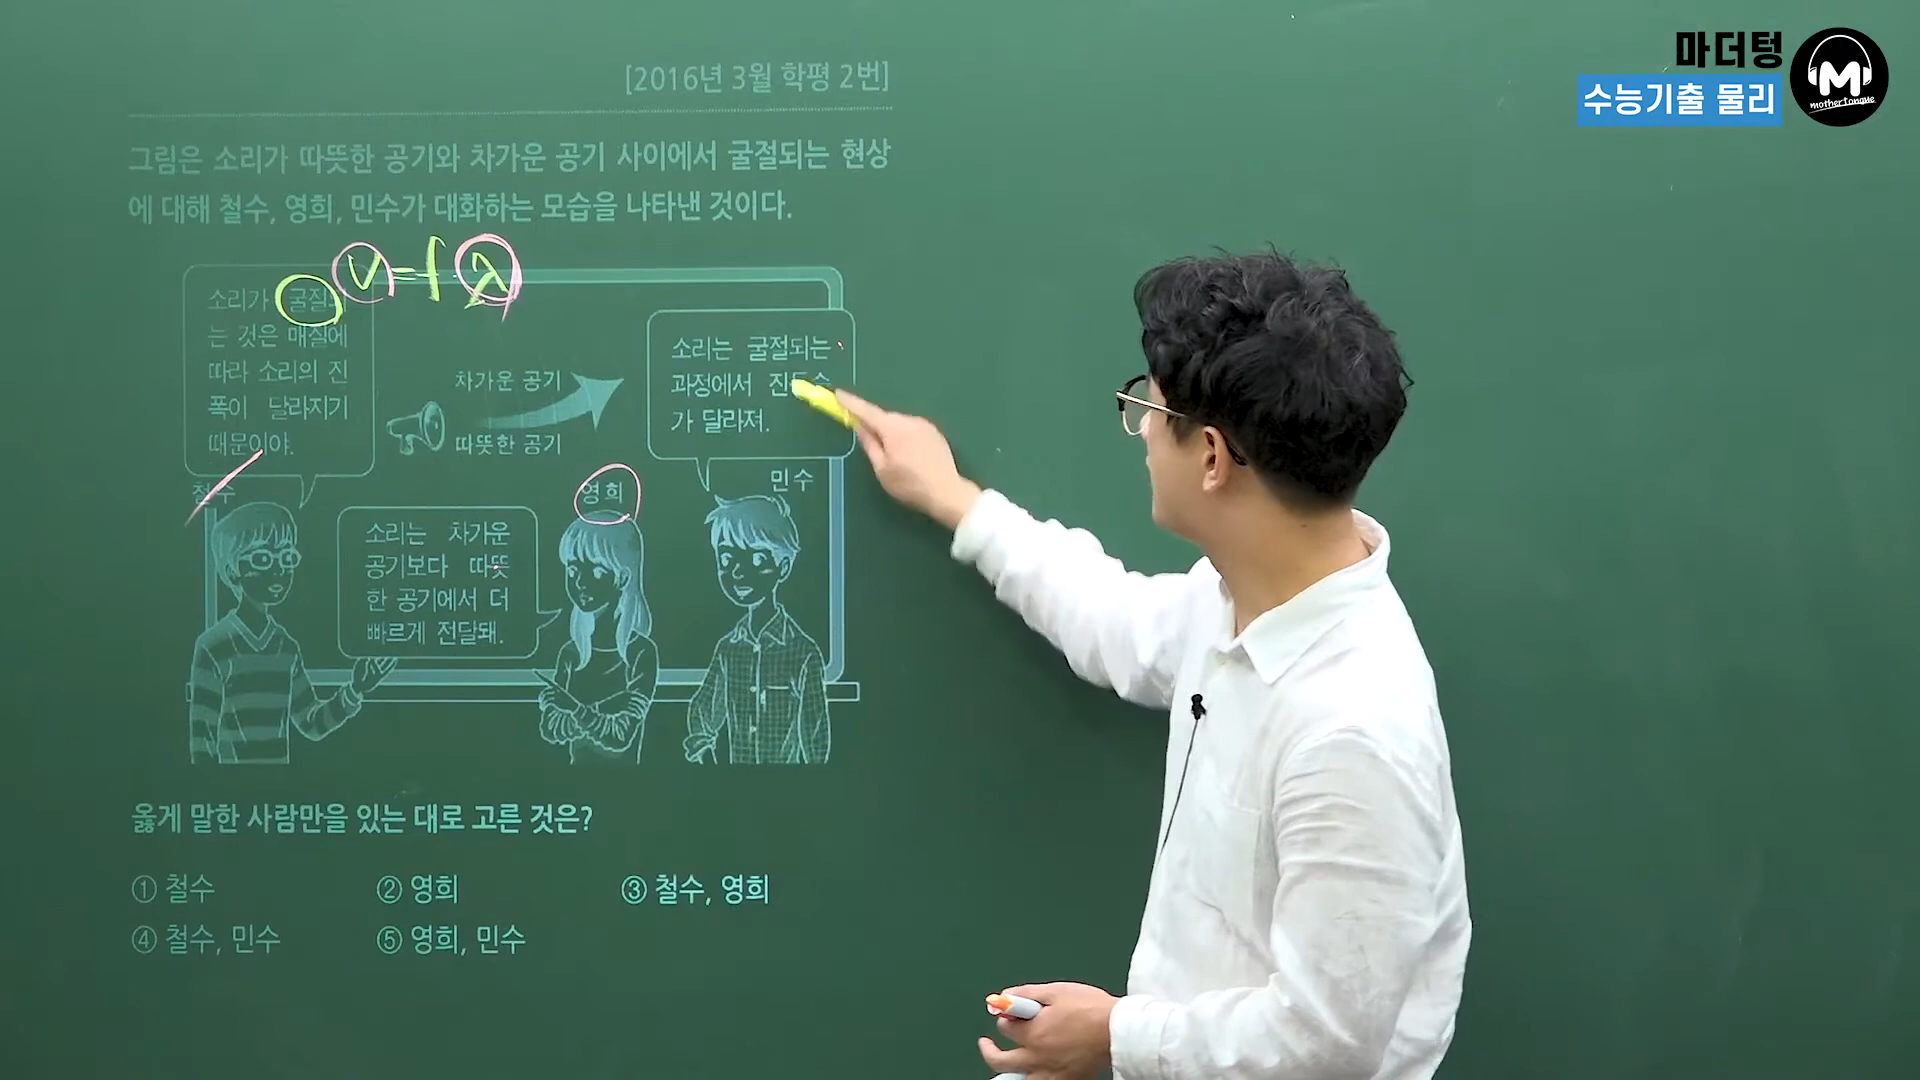 마더텅
수능기출 물리
M
mothertongue
[2016년 3월 학평 2번]
그림은 소리가 따뜻한 공기와 차가운 공기 사이에서 굴절되는 현상
에 대해 철수, 영희, 민수가 대화하는 모습을 나타낸 것이다.
v=fλ
소리가 굴절되
는 것은 매질에
따라 소리의 진
폭이 달라지기
때문이야.
철수
차가운 공기
따뜻한 공기
소리는 굴절되는
과정에서 진동수
가 달라져.
민수
영희
소리는 차가운
공기보다 따뜻
한 공기에서 더
빠르게 전달돼.
옳게 말한 사람만을 있는 대로 고른 것은?
① 철수 ② 영희 ③ 철수, 영희
④ 철수, 민수 ⑤ 영희, 민수